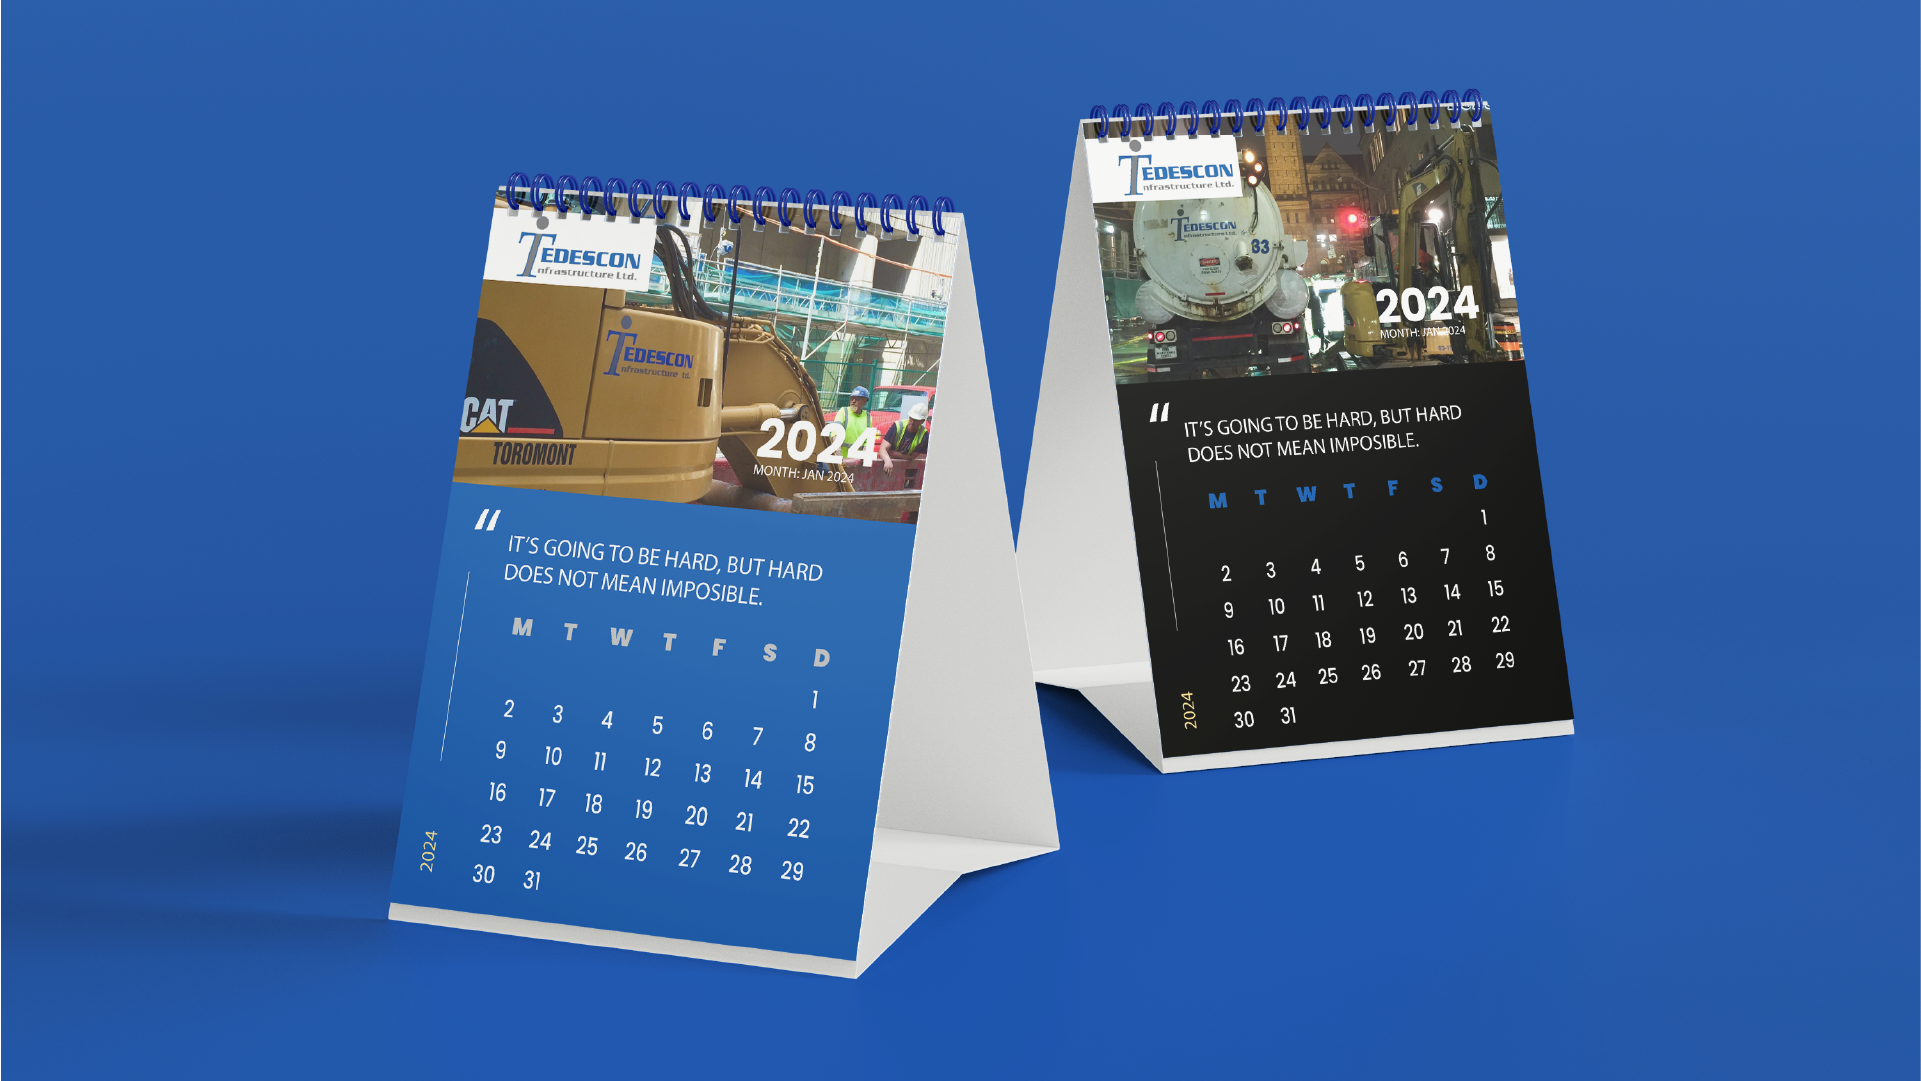 TEDESCON
Infrastructure Ltd.
TEDESCON
Infrastructure Ltd.
CAT
TOROMONT
2024
MONTH: JAN 2024
“
IT’S GOING TO BE HARD, BUT HARD
DOES NOT MEAN IMPOSIBLE.
M T W T F S D
1
2 3 4 5 6 7 8
9 10 11 12 13 14 15
16 17 18 19 20 21 22
23 24 25 26 27 28 29
30 31
2024
TEDESCON
Infrastructure Ltd.
TEDESCON
Infrastructure Ltd.
83
2024
MONTH: JAN 2024
“
IT’S GOING TO BE HARD, BUT HARD
DOES NOT MEAN IMPOSIBLE.
M T W T F S D
1
2 3 4 5 6 7 8
9 10 11 12 13 14 15
16 17 18 19 20 21 22
23 24 25 26 27 28 29
30 31
2024